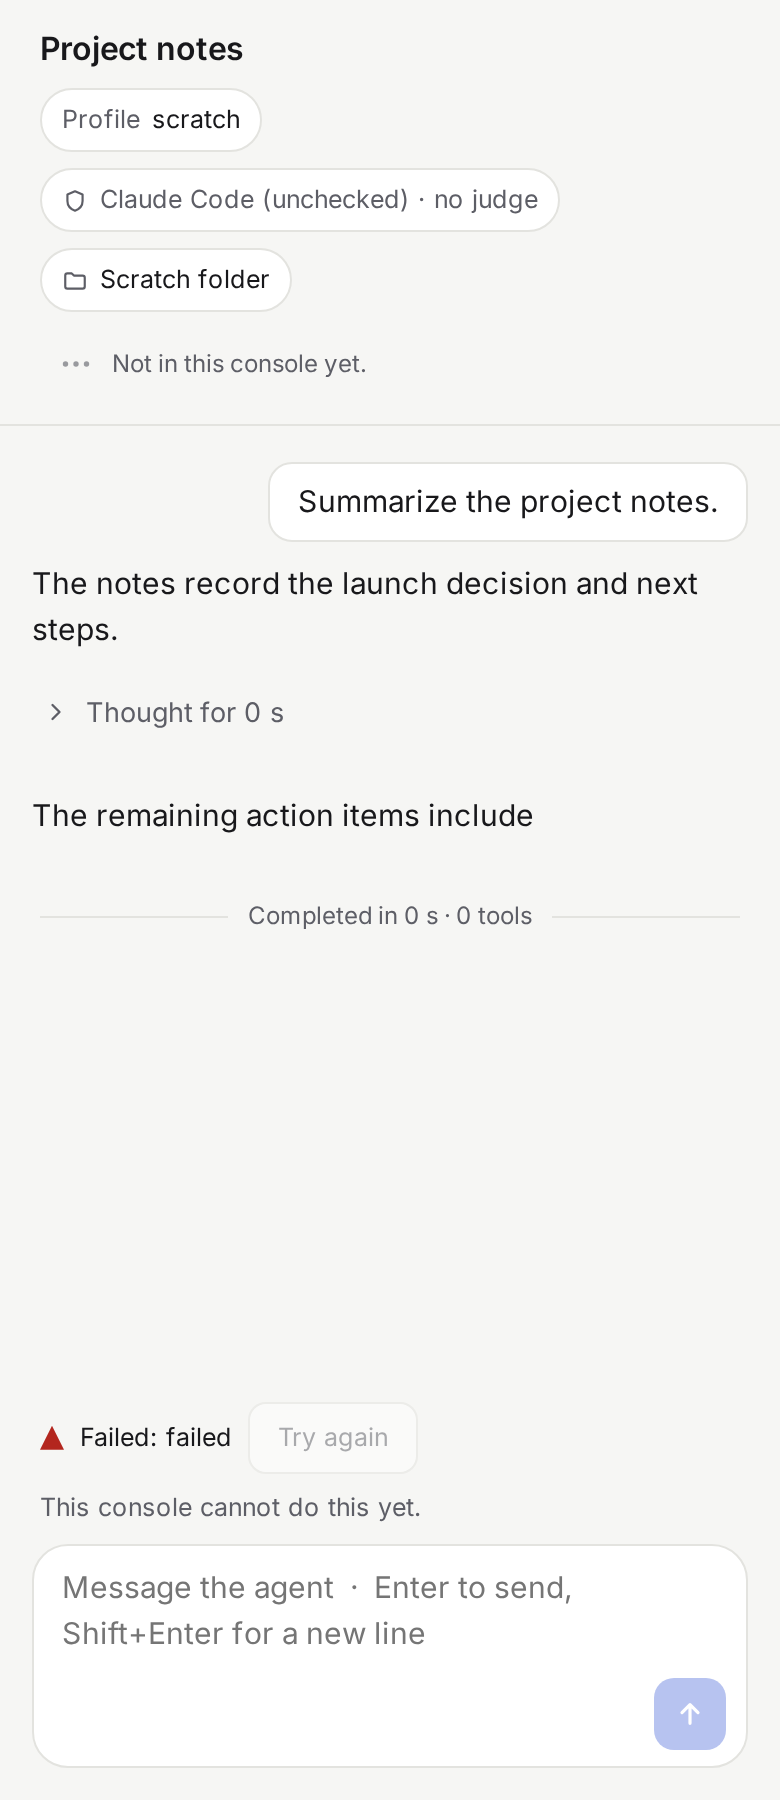 Project notes
Profile scratch
Claude Code (unchecked) · no judge
Scratch folder
Not in this console yet.
Summarize the project notes.
The notes record the launch decision and next
steps.
Thought for 0 s
The remaining action items include
Completed in 0 s · 0 tools
Failed: failed
Try again
This console cannot do this yet.
Message the agent · Enter to send,
Shift+Enter for a new line